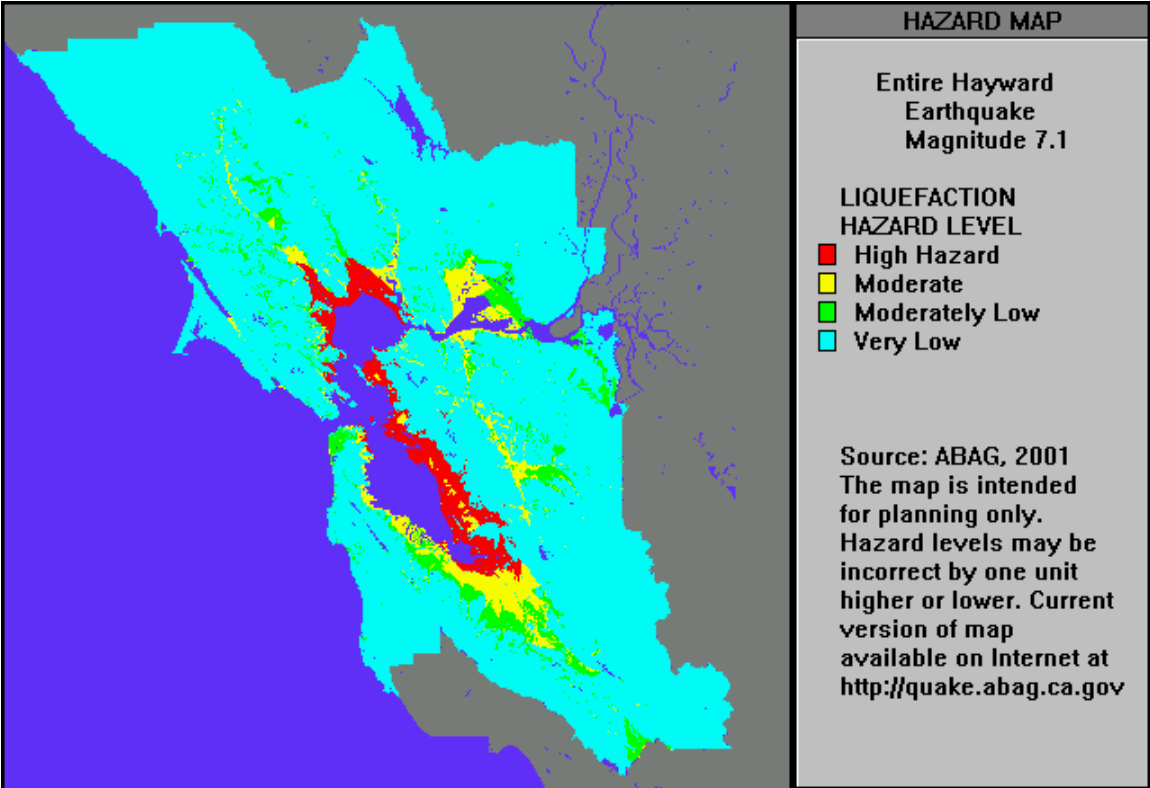 HAZARD MAP
Entire Hayward
Earthquake
Magnitude 7.1
LIQUEFACTION
HAZARD LEVEL
High Hazard
Moderate
Moderately Low
Very Low
Source: ABAG, 2001
The map is intended
for planning only.
Hazard levels may be
incorrect by one unit
higher or lower. Current
version of map
available on Internet at
http://quake.abag.ca.gov